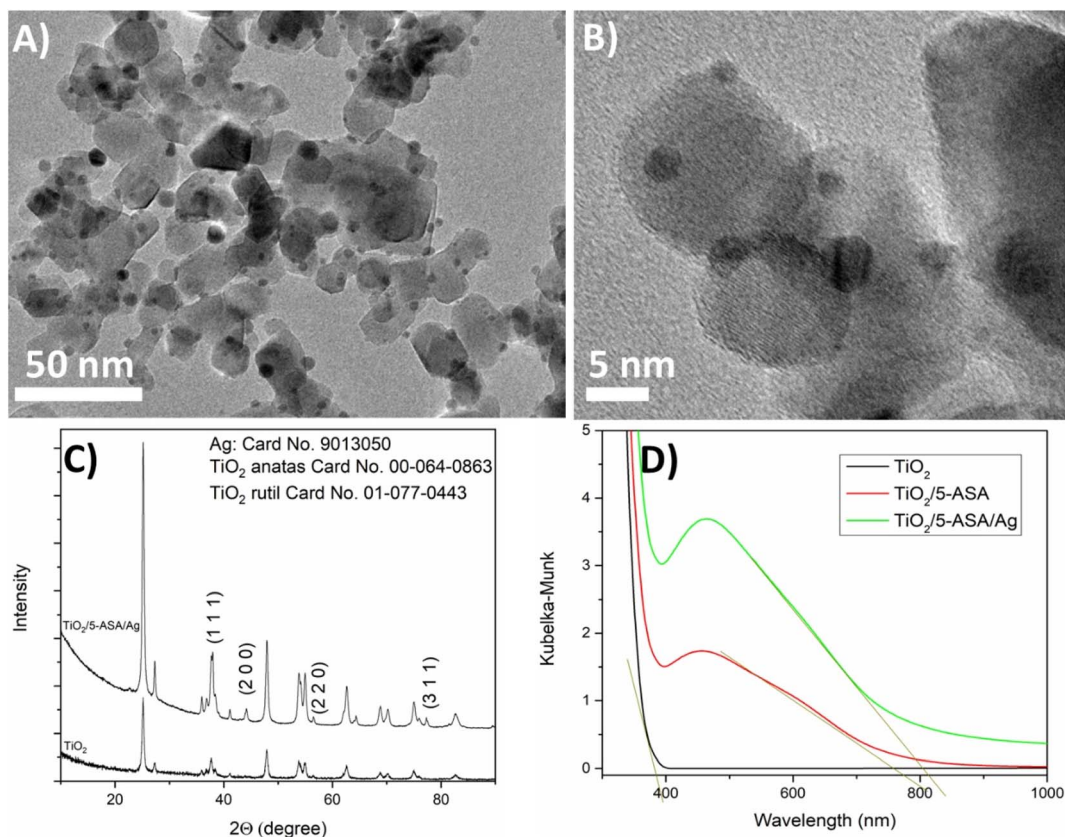 A)
50 nm
B)
5 nm
C)
Ag: Card No. 9013050
TiO₂ anatas Card No. 00-064-0863
TiO₂ rutil Card No. 01-077-0443
Intensity
TiO₂/5-ASA/Ag
(1 1 1)
(2 0 0)
(2 2 0)
(3 1 1)
TiO₂
20 40 60 80
2Θ (degree)
D)
TiO₂
TiO₂/5-ASA
TiO₂/5-ASA/Ag
Kubelka-Munk
5
4
3
2
1
0
400 600 800 1000
Wavelength (nm)